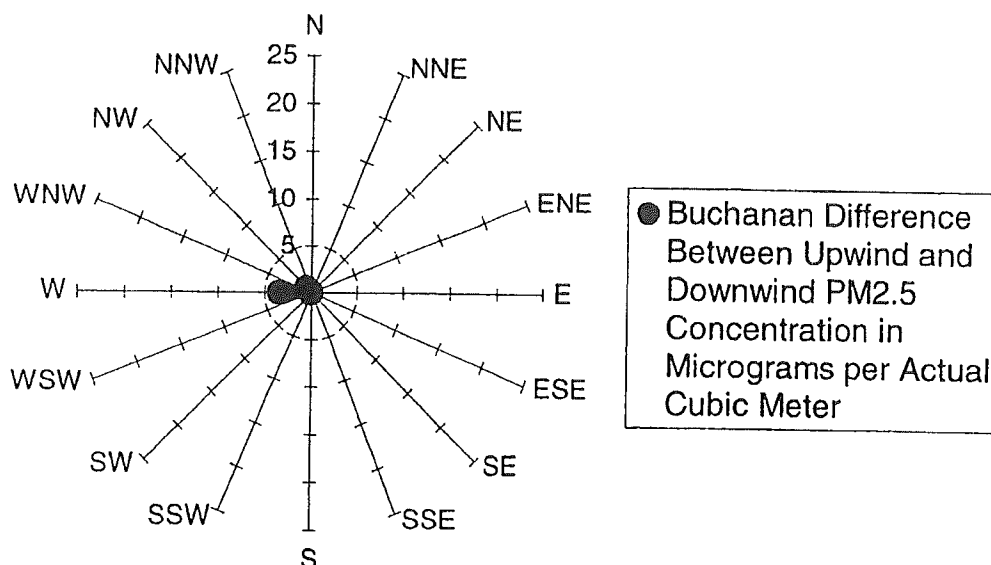 N
NNW
25
NNE
NW
20
NE
15
WNW
10
ENE
5
W
E
WSW
ESE
SW
SE
SSW
SSE
S
Buchanan Difference
Between Upwind and
Downwind PM2.5
Concentration in
Micrograms per Actual
Cubic Meter